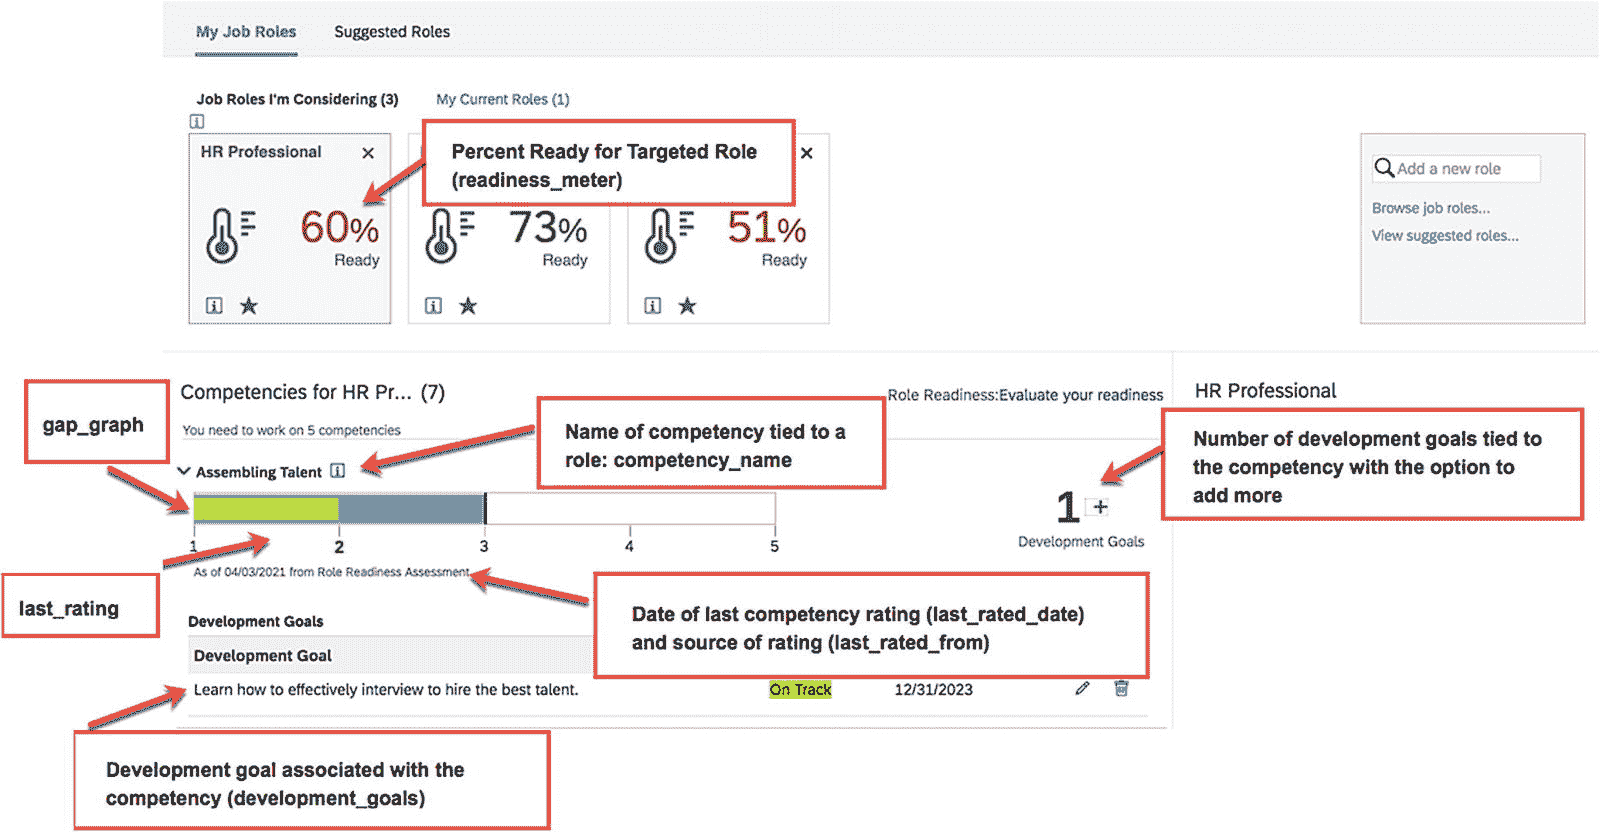 My Job Roles
Suggested Roles
Job Roles I'm Considering (3)
My Current Roles (1)
HR Professional
Percent Ready for Targeted Role
(readiness_meter)
60%
Ready
73%
Ready
51%
Ready
Add a new role
Browse job roles...
View suggested roles...
gap_graph
Competencies for HR Pr... (7)
Role Readiness:Evaluate your readiness
HR Professional
You need to work on 5 competencies
Name of competency tied to a
role: competency_name
Number of development goals tied to
the competency with the option to
add more
Assembling Talent
1
2
3
4
5
1 +
Development Goals
As of 04/03/2021 from Role Readiness Assessment
last_rating
Date of last competency rating (last_rated_date)
and source of rating (last_rated_from)
Development Goals
Development Goal
Learn how to effectively interview to hire the best talent.
On Track
12/31/2023
Development goal associated with the
competency (development_goals)